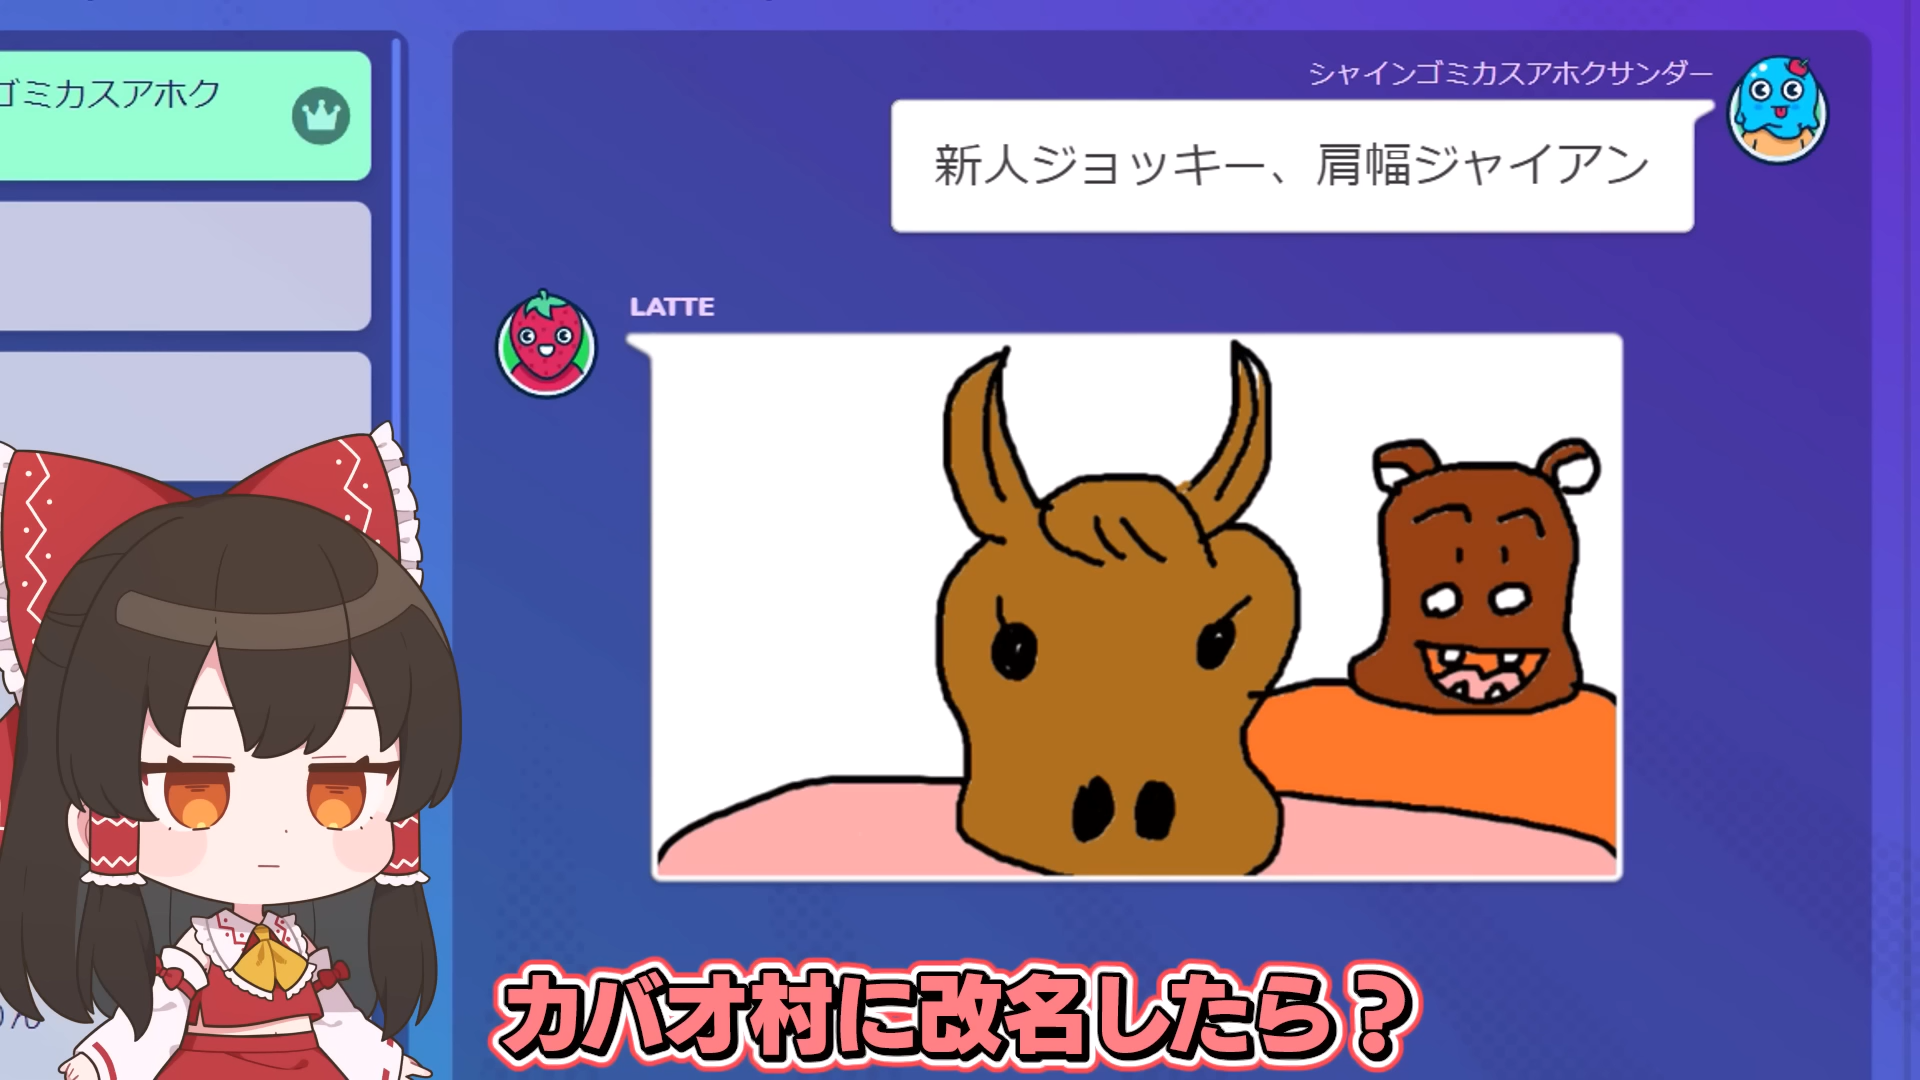 ゴミカスアホク
シャインゴミカスアホクサンダー
新人ジョッキー、肩幅ジャイアン
LATTE
カバオ村に改名したら？